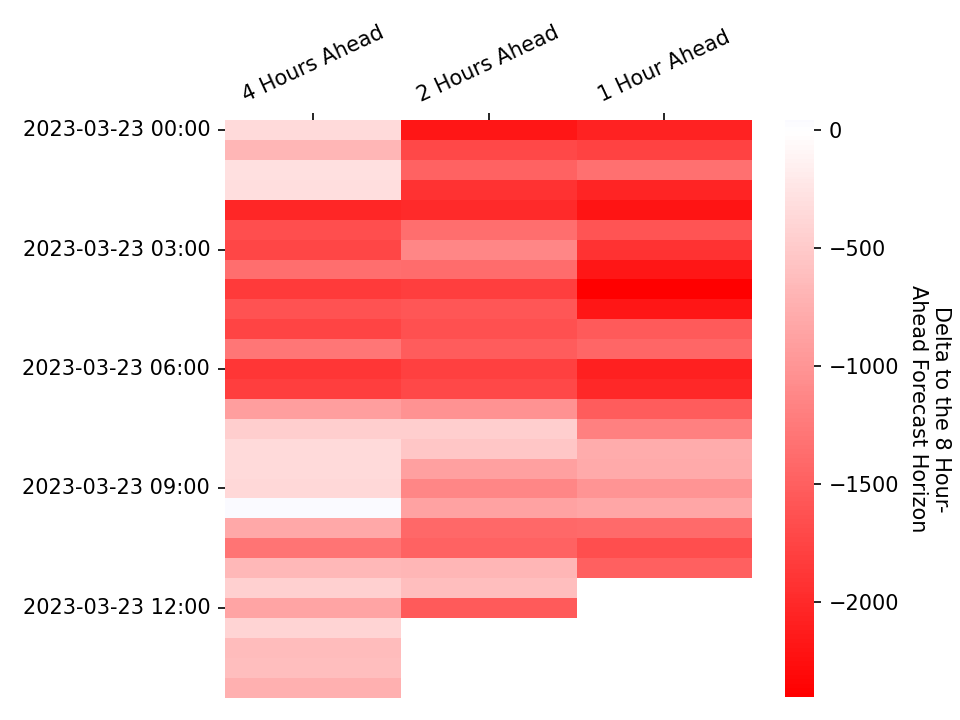 4 Hours Ahead
2 Hours Ahead
1 Hour Ahead
2023-03-23 00:00
2023-03-23 03:00
2023-03-23 06:00
2023-03-23 09:00
2023-03-23 12:00
0
−500
−1000
−1500
−2000
Delta to the 8 Hour-
Ahead Forecast Horizon